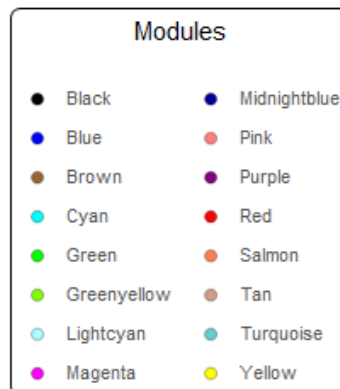 Modules
Black Midnightblue
Blue Pink
Brown Purple
Cyan Red
Green Salmon
Greenyellow Tan
Lightcyan Turquoise
Magenta Yellow